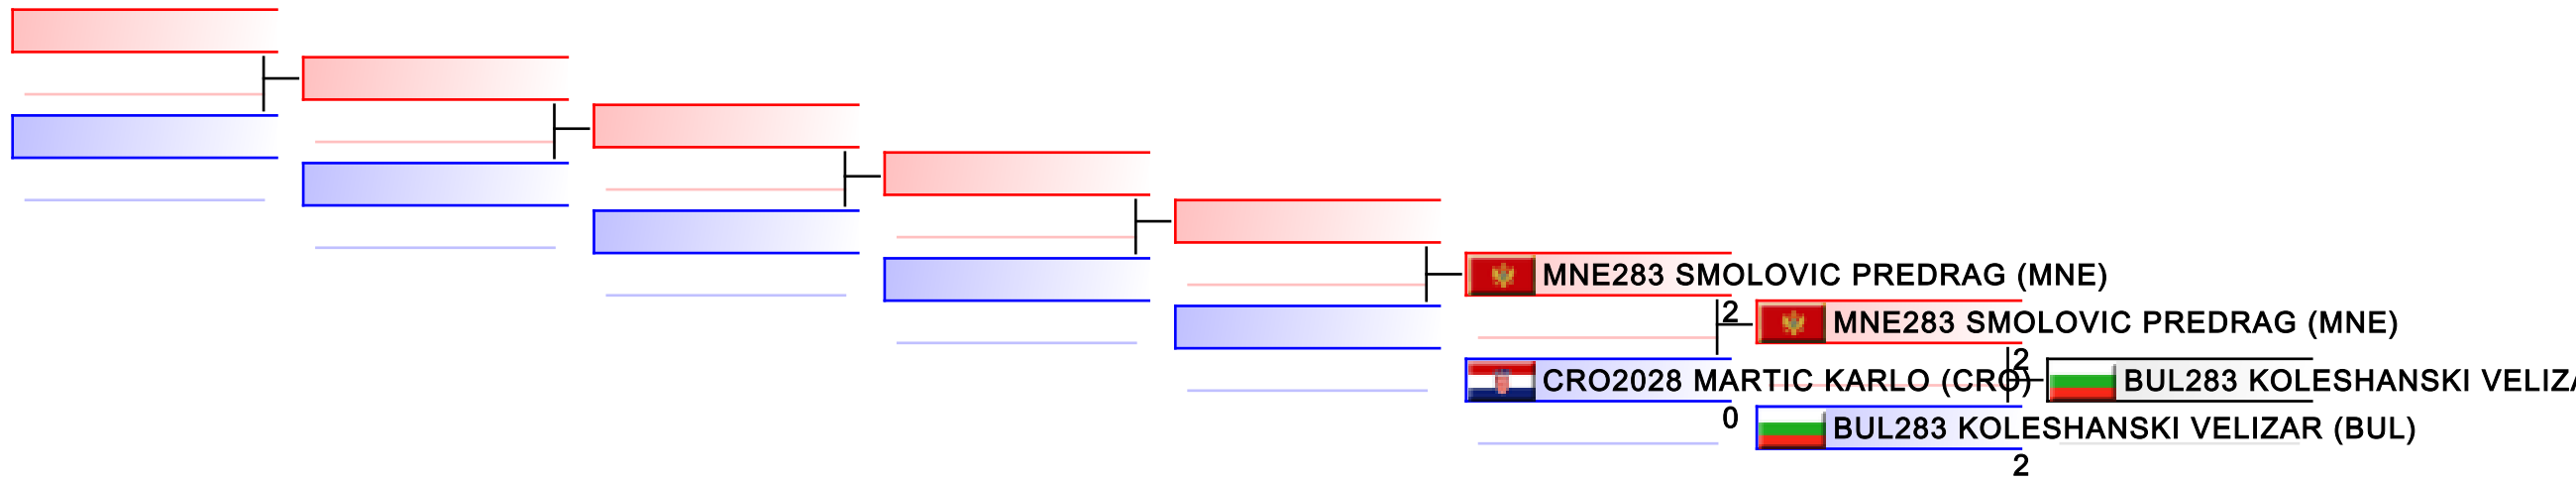 MNE283 SMOLOVIC PREDRAG (MNE)
2
MNE283 SMOLOVIC PREDRAG (MNE)
2
CRO2028 MARTIC KARLO (CRO)
BUL283 KOLESHANSKI VELIZA
0
BUL283 KOLESHANSKI VELIZAR (BUL)
2